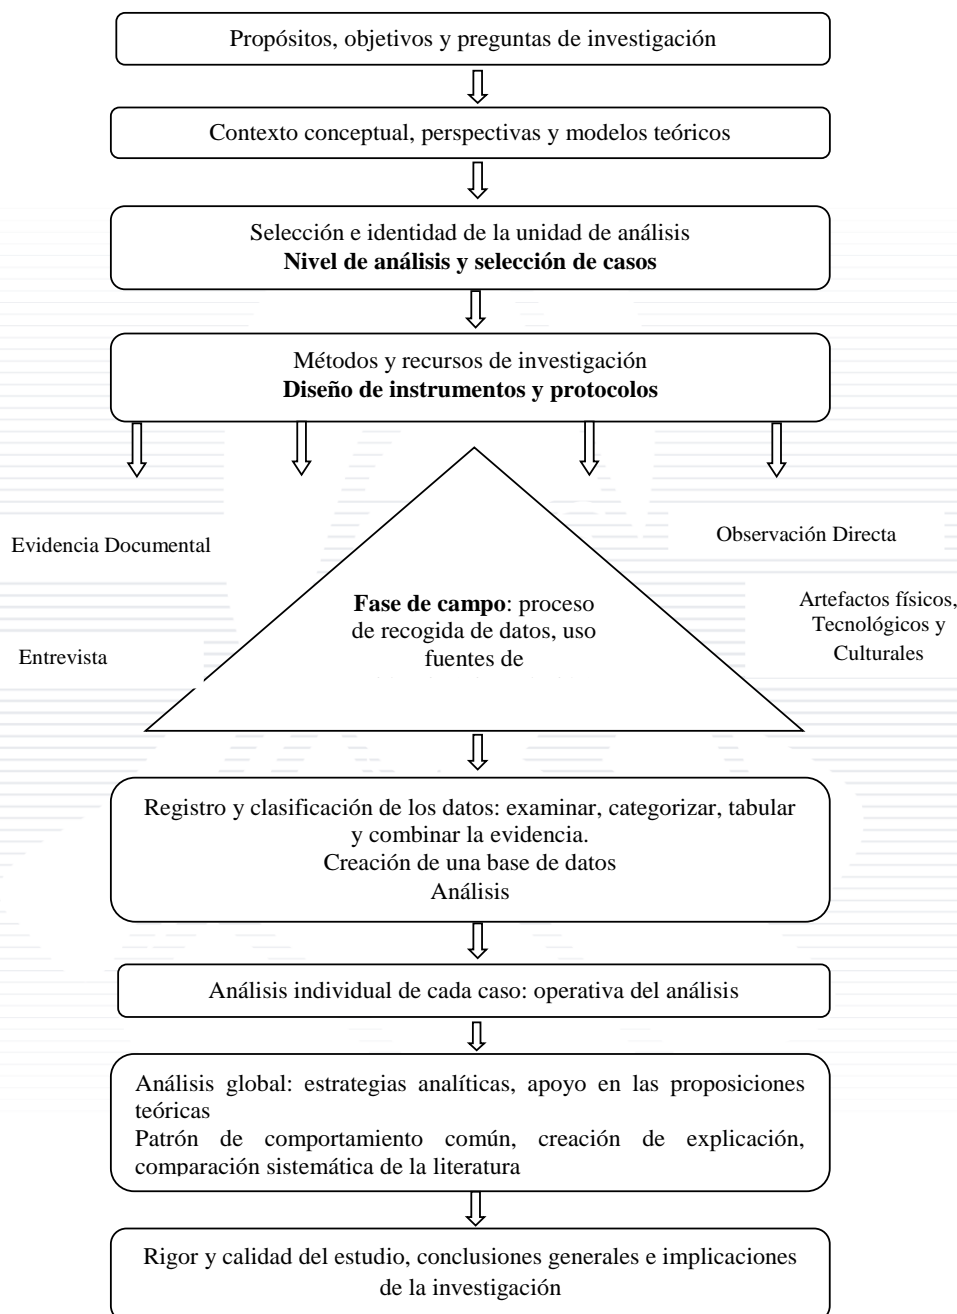 Propósitos, objetivos y preguntas de investigación
Contexto conceptual, perspectivas y modelos teóricos
Selección e identidad de la unidad de análisis
Nivel de análisis y selección de casos
Métodos y recursos de investigación
Diseño de instrumentos y protocolos
Evidencia Documental
Entrevista
Fase de campo: proceso
de recogida de datos, uso
fuentes de
Observación Directa
Artefactos físicos,
Tecnológicos y
Culturales
Registro y clasificación de los datos: examinar, categorizar, tabular
y combinar la evidencia.
Creación de una base de datos
Análisis
Análisis individual de cada caso: operativa del análisis
Análisis global: estrategias analíticas, apoyo en las proposiciones
teóricas
Patrón de comportamiento común, creación de explicación,
comparación sistemática de la literatura
Rigor y calidad del estudio, conclusiones generales e implicaciones
de la investigación